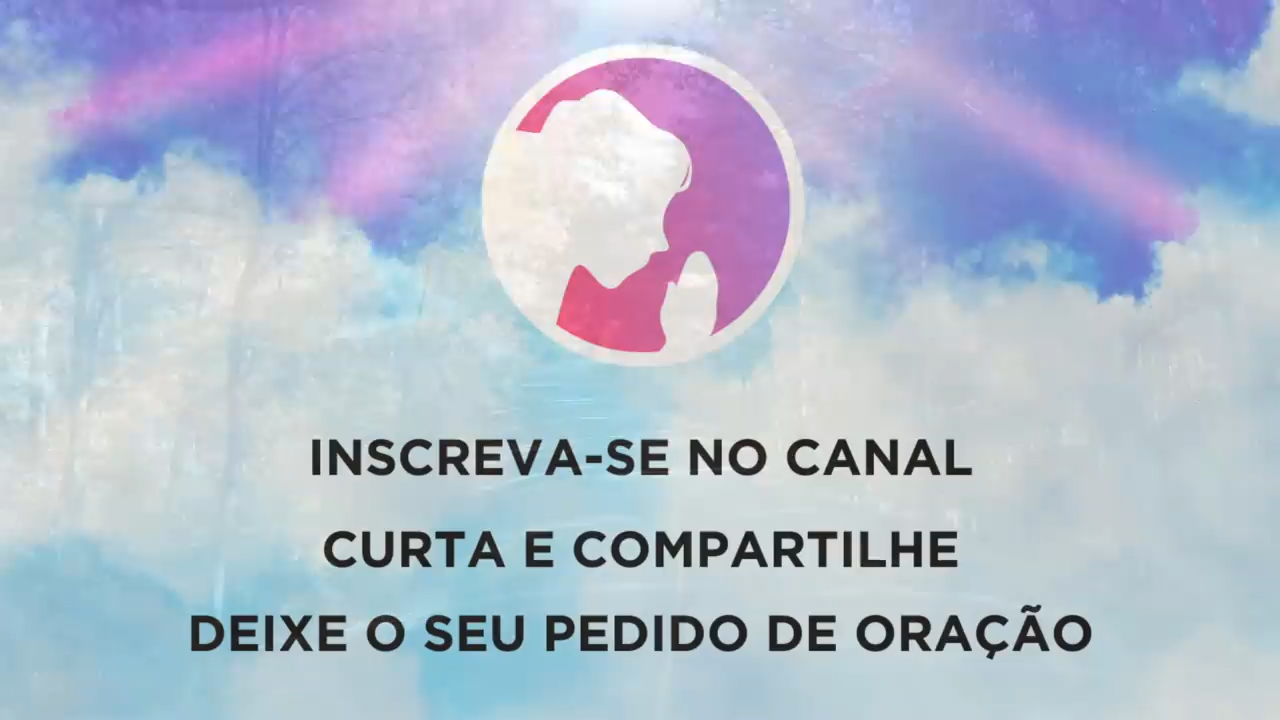 INSCREVA-SE NO CANAL
CURTA E COMPARTILHE
DEIXE O SEU PEDIDO DE ORAÇÃO